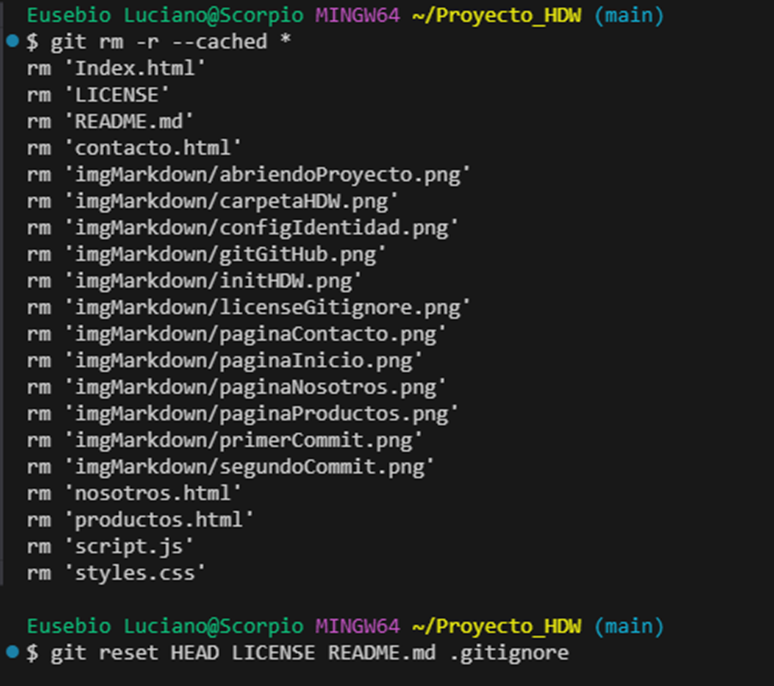 Eusebio Luciano@Scorpio MINGW64 ~/Proyecto_HDW (main)
$ git rm -r --cached *
rm 'Index.html'
rm 'LICENSE'
rm 'README.md'
rm 'contacto.html'
rm 'imgMarkdown/abriendoProyecto.png'
rm 'imgMarkdown/carpetaHDW.png'
rm 'imgMarkdown/configIdentidad.png'
rm 'imgMarkdown/gitGitHub.png'
rm 'imgMarkdown/initHDW.png'
rm 'imgMarkdown/licenseGitignore.png'
rm 'imgMarkdown/paginaContacto.png'
rm 'imgMarkdown/paginaInicio.png'
rm 'imgMarkdown/paginaNosotros.png'
rm 'imgMarkdown/paginaProductos.png'
rm 'imgMarkdown/primerCommit.png'
rm 'imgMarkdown/segundoCommit.png'
rm 'nosotros.html'
rm 'productos.html'
rm 'script.js'
rm 'styles.css'
Eusebio Luciano@Scorpio MINGW64 ~/Proyecto_HDW (main)
$ git reset HEAD LICENSE README.md .gitignore